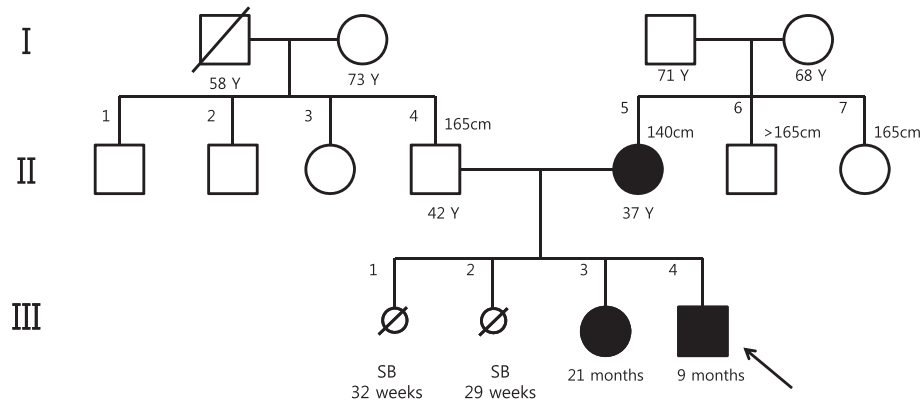 I
58 Y
73 Y
71 Y
68 Y
1
2
3
4
165cm
5
140cm
6
>165cm
7
165cm
II
42 Y
37 Y
1
2
3
4
III
SB
32 weeks
SB
29 weeks
21 months
9 months